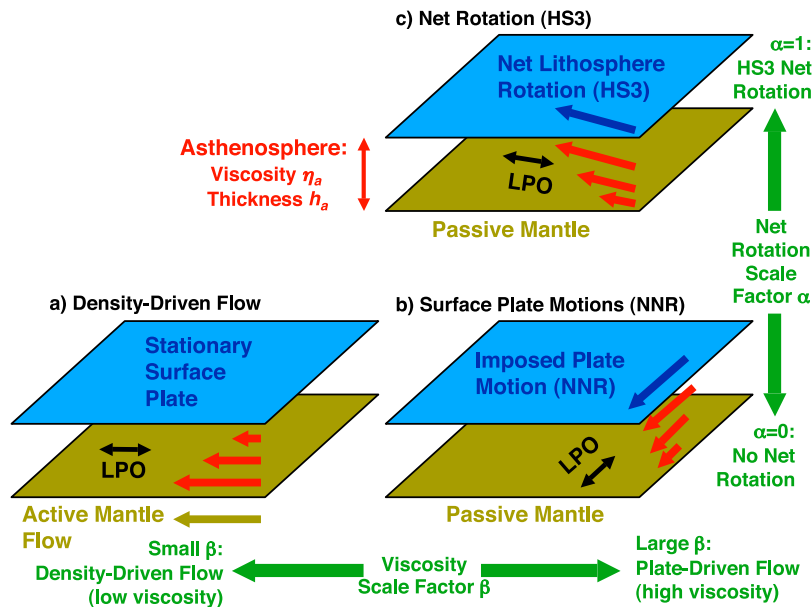 c) Net Rotation (HS3)
Net Lithosphere
Rotation (HS3)
α=1:
HS3 Net
Rotation
Asthenosphere:
Viscosity ηa
Thickness ha
LPO
Passive Mantle
Net
Rotation
Scale
Factor α
a) Density-Driven Flow
Stationary
Surface
Plate
LPO
Active Mantle
Flow
b) Surface Plate Motions (NNR)
Imposed Plate
Motion (NNR)
LPO
Passive Mantle
α=0:
No Net
Rotation
Small β:
Density-Driven Flow
(low viscosity)
Viscosity
Scale Factor β
Large β:
Plate-Driven Flow
(high viscosity)